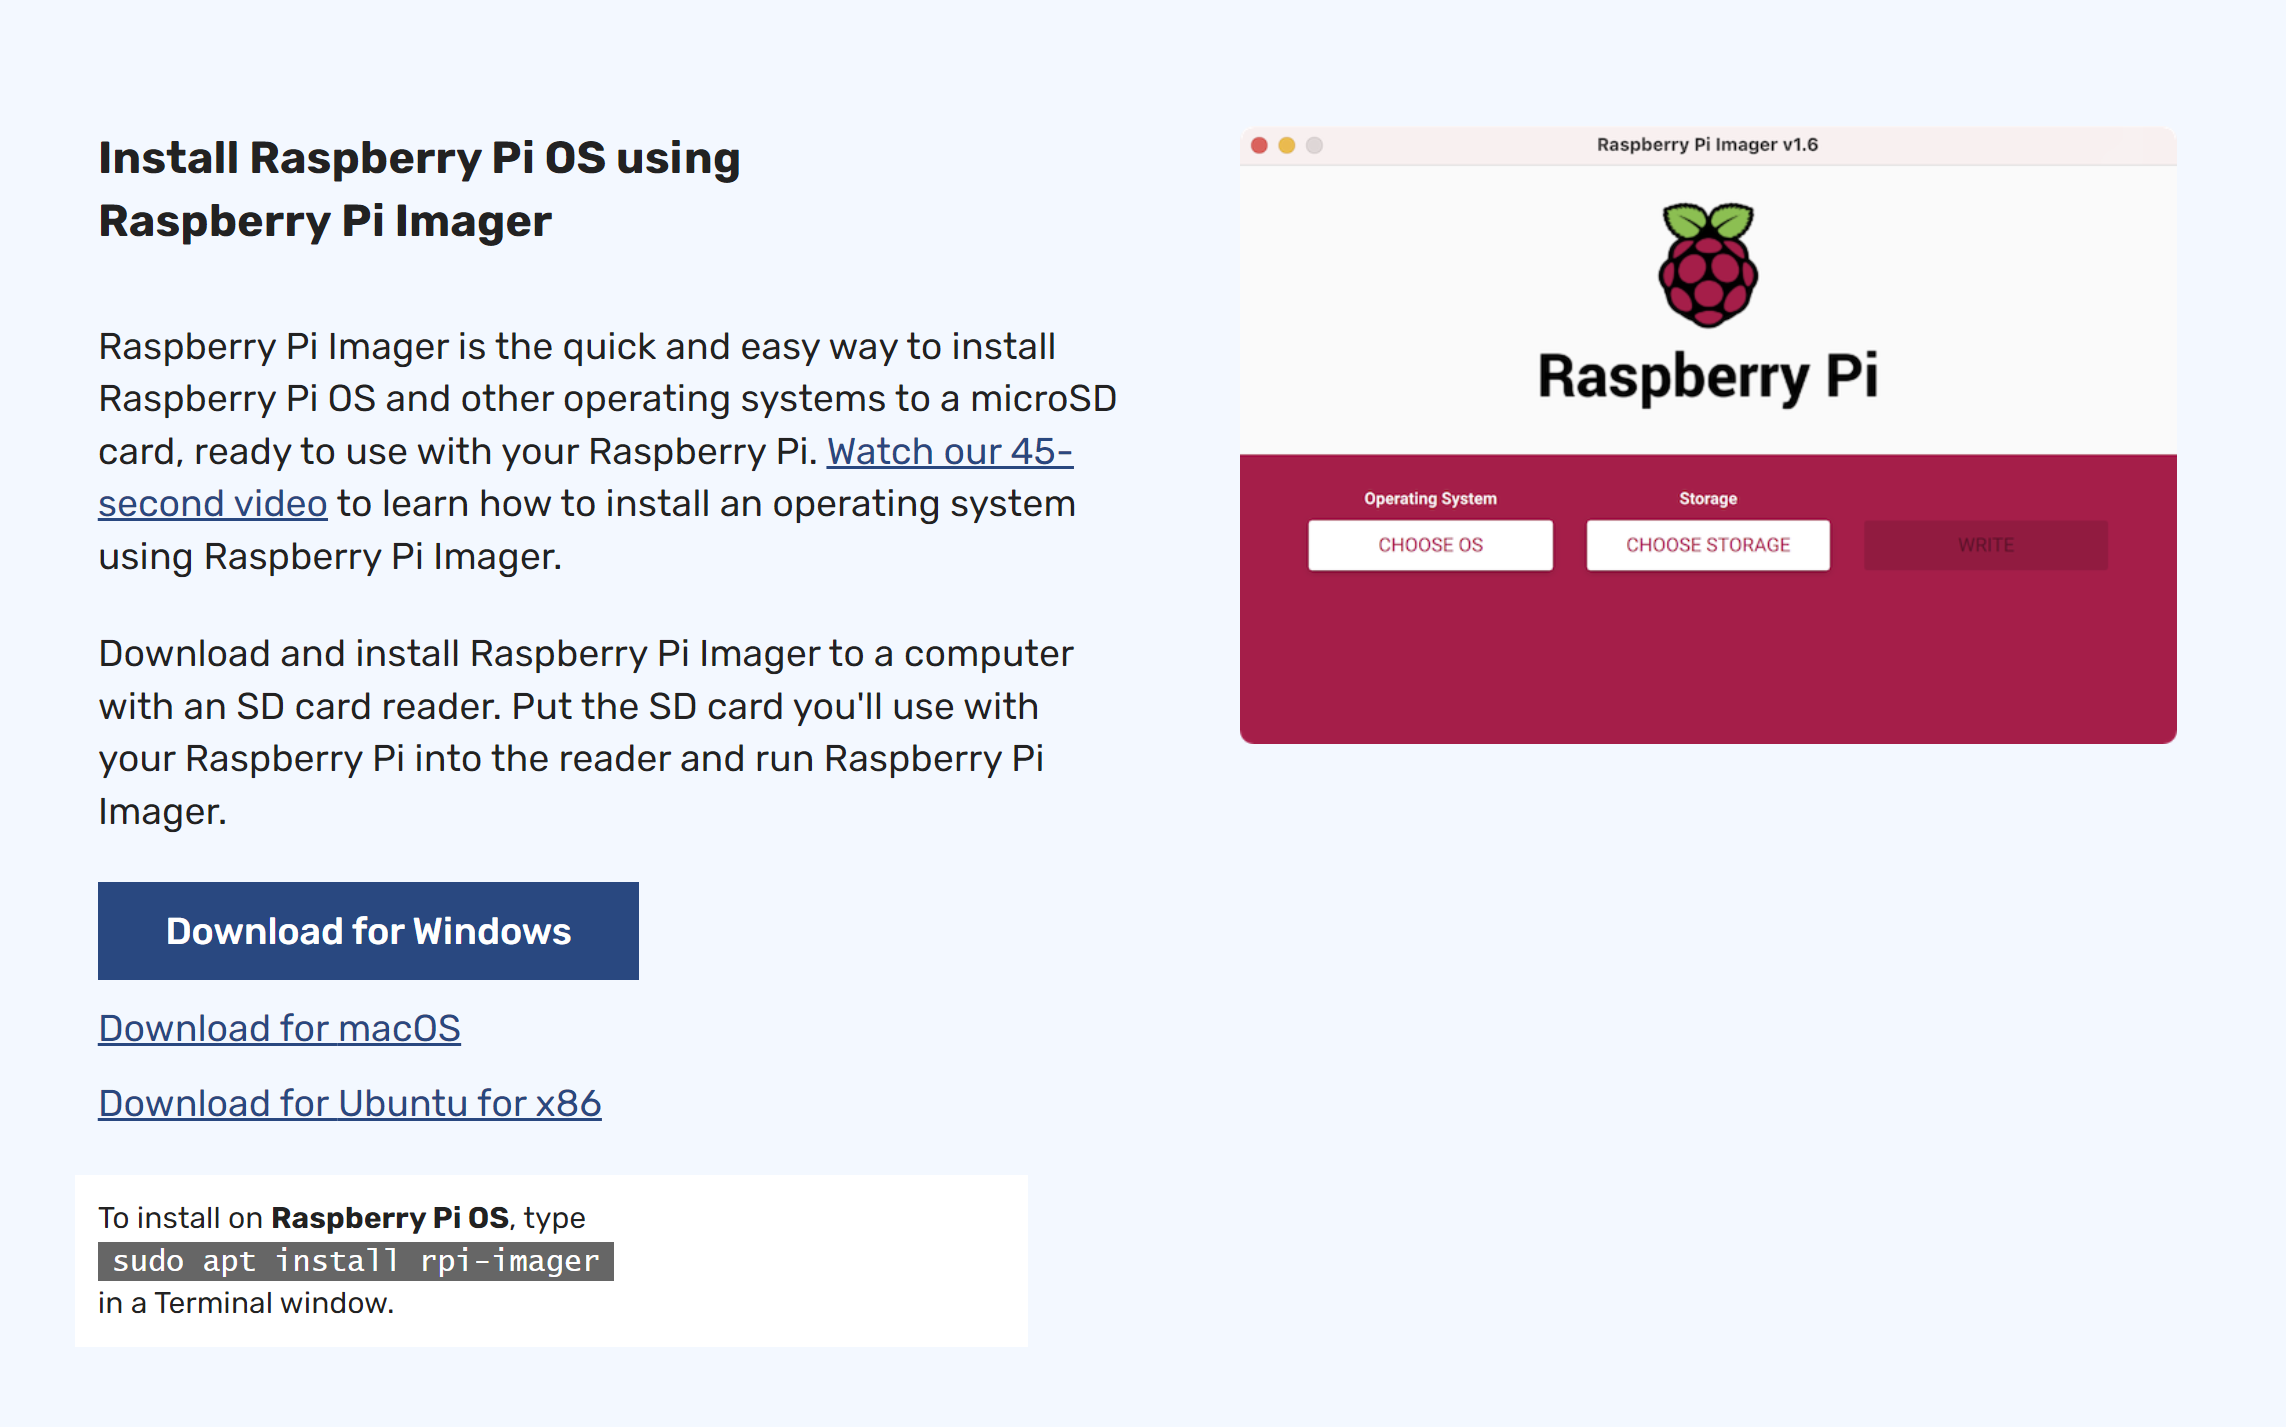 Install Raspberry Pi OS using
Raspberry Pi Imager
Raspberry Pi Imager is the quick and easy way to install
Raspberry Pi OS and other operating systems to a microSD
card, ready to use with your Raspberry Pi. Watch our 45-
second video to learn how to install an operating system
using Raspberry Pi Imager.
Download and install Raspberry Pi Imager to a computer
with an SD card reader. Put the SD card you'll use with
your Raspberry Pi into the reader and run Raspberry Pi
Imager.
Download for Windows
Download for macOS
Download for Ubuntu for x86
To install on Raspberry Pi OS, type
sudo apt install rpi-imager
in a Terminal window.
Raspberry Pi Imager v1.6
Raspberry Pi
Operating System
Storage
CHOOSE OS
CHOOSE STORAGE
WRITE